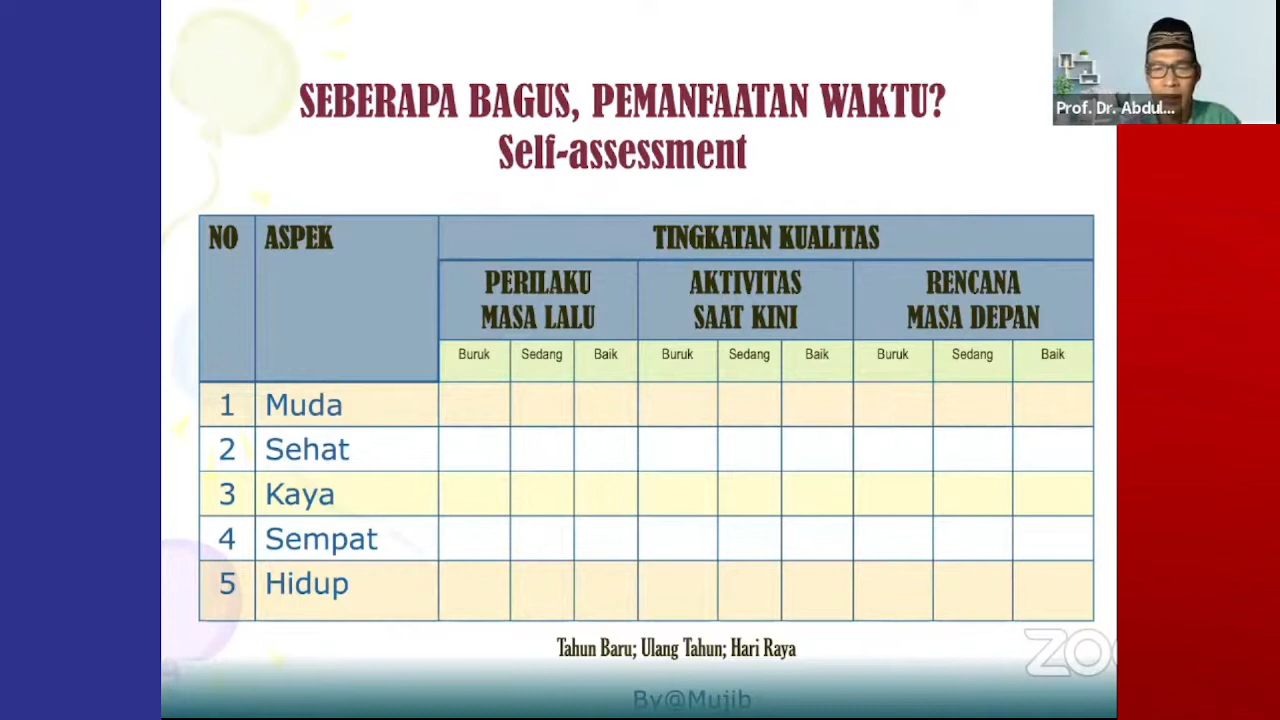 SEBERAPA BAGUS, PEMANFAATAN WAKTU?
Self-assessment
Prof. Dr. Abdul...
NO ASPEK TINGKATAN KUALITAS
PERILAKU MASA LALU AKTIVITAS SAAT KINI RENCANA MASA DEPAN
Buruk Sedang Baik Buruk Sedang Baik Buruk Sedang Baik
1 Muda
2 Sehat
3 Kaya
4 Sempat
5 Hidup
Tahun Baru; Ulang Tahun; Hari Raya
By@Mujib